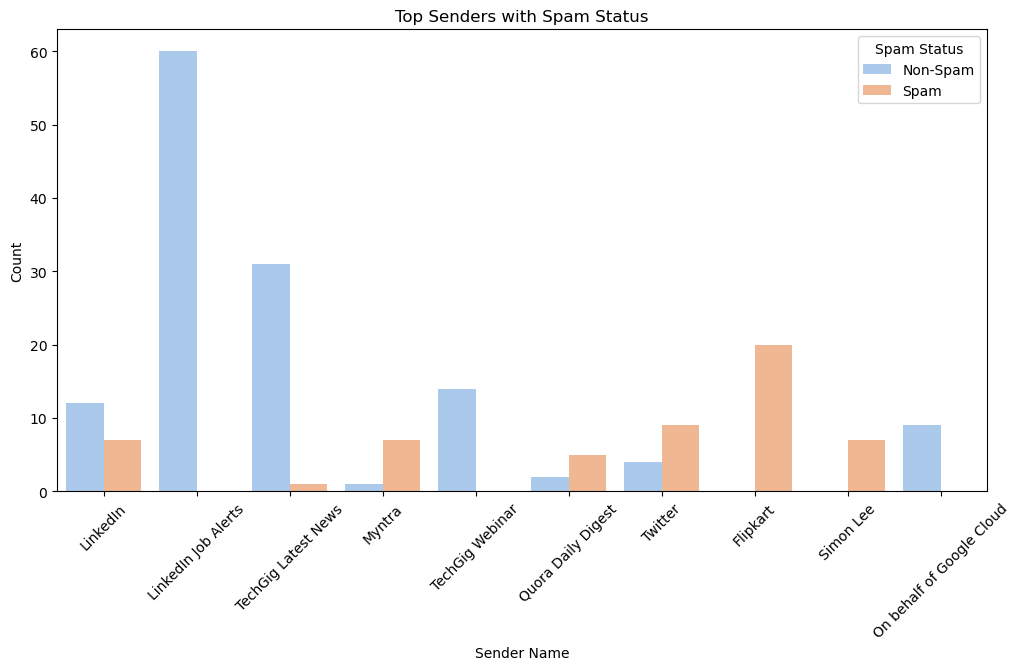 Top Senders with Spam Status
Spam Status
Non-Spam
Spam
Count
60
50
40
30
20
10
0
LinkedIn
LinkedIn Job Alerts
TechGig Latest News
Myntra
TechGig Webinar
Quora Daily Digest
Twitter
Flipkart
Simon Lee
On behalf of Google Cloud
Sender Name